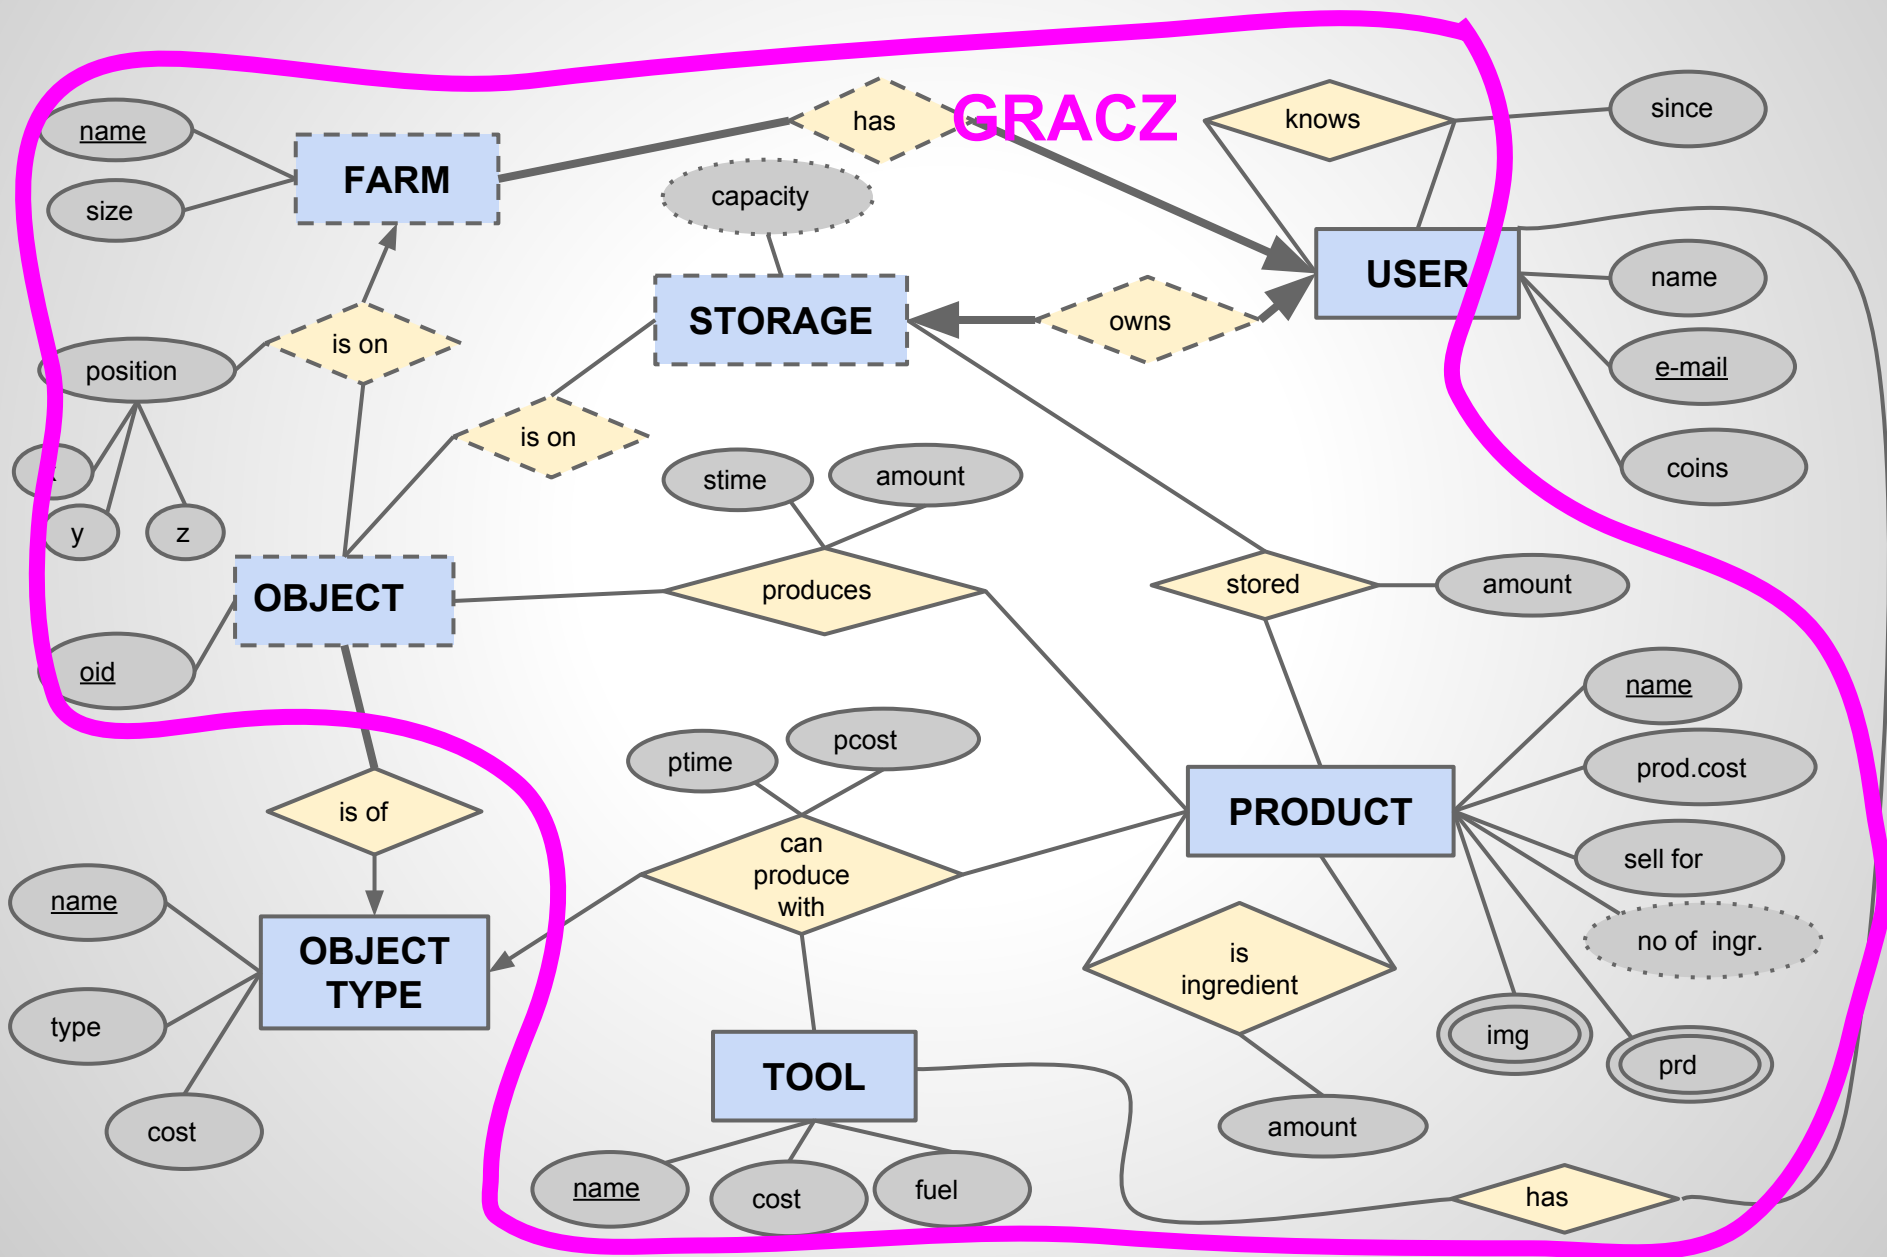 has
GRACZ
knows
since
name
FARM
size
capacity
USER
name
STORAGE
owns
is on
position
e-mail
is on
coins
stime
amount
y
z
OBJECT
produces
stored
amount
oid
name
ptime
pcost
prod.cost
is of
can
produce
with
PRODUCT
sell for
name
no of ingr.
OBJECT
TYPE
is
ingredient
type
img
prd
TOOL
cost
amount
name
cost
fuel
has